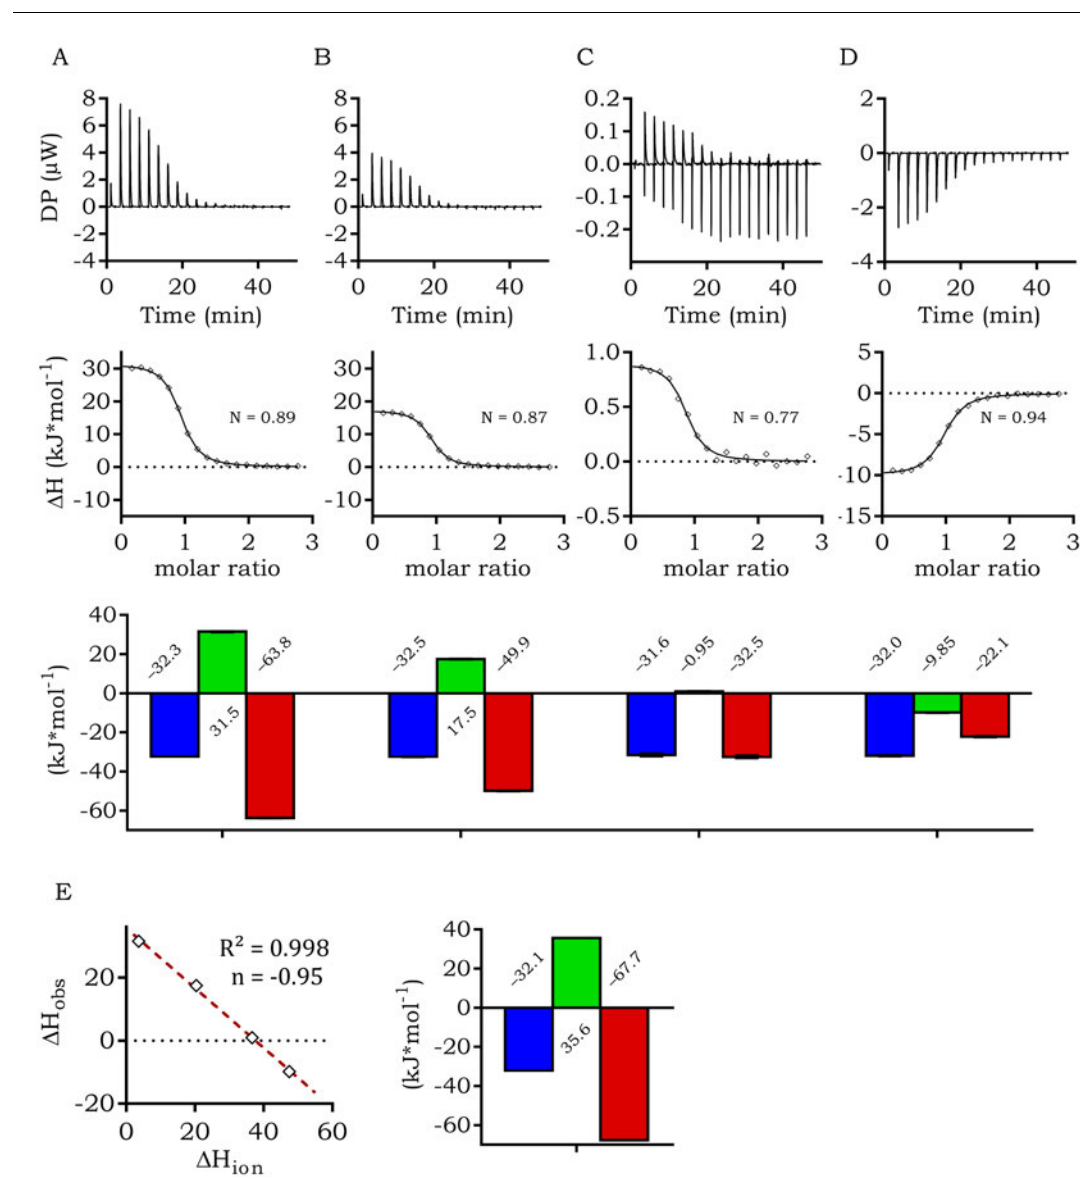 A
B
C
D
8
6
4
2
0
-2
-4
DP (µW)
0 20 40
Time (min)
8
6
4
2
0
-2
-4
0 20 40
Time (min)
0.2
0.1
0.0
-0.1
-0.2
0 20 40
Time (min)
2
0
-2
-4
0 20 40
Time (min)
30
20
10
0
-10
ΔH (kJ*mol⁻¹)
N = 0.89
0 1 2 3
molar ratio
30
20
10
0
-10
N = 0.87
0 1 2 3
molar ratio
1.0
0.5
0.0
-0.5
N = 0.77
0 1 2 3
molar ratio
5
0
-5
-10
-15
N = 0.94
0 1 2 3
molar ratio
40
20
0
-20
-40
-60
(kJ*mol⁻¹)
−32.3
31.5
−63.8
−32.5
17.5
−49.9
−31.6
−0.95
−32.5
−32.0
−9.85
−22.1
E
20
0
-20
ΔH_obs
R² = 0.998
n = -0.95
0 20 40 60
ΔH_ion
40
20
0
-20
-40
-60
(kJ*mol⁻¹)
−32.1
35.6
−67.7